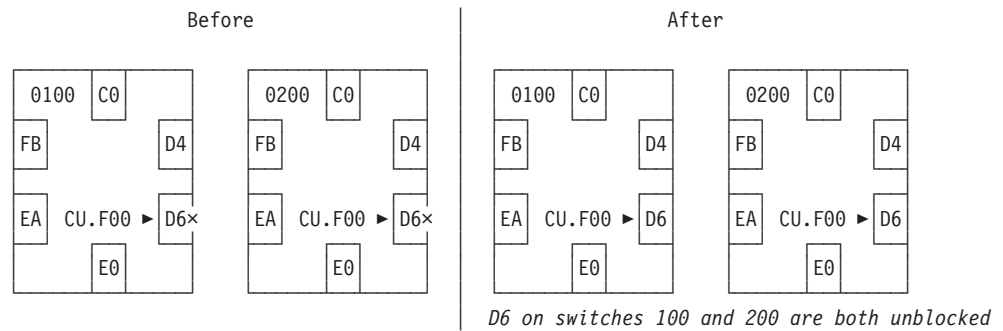 Before After
0100 C0 0200 C0 0100 C0 0200 C0
FB D4 FB D4 FB D4 FB D4
EA CU.F00 ► D6× EA CU.F00 ► D6× EA CU.F00 ► D6 EA CU.F00 ► D6
E0 E0 E0 E0
D6 on switches 100 and 200 are both unblocked